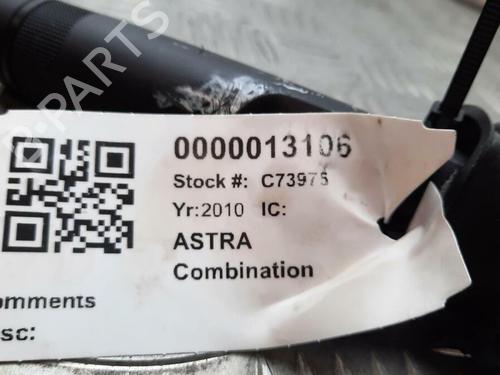 0000013106
Stock #: C73975
Yr:2010 IC:
ASTRA
Combination
omments
sc: